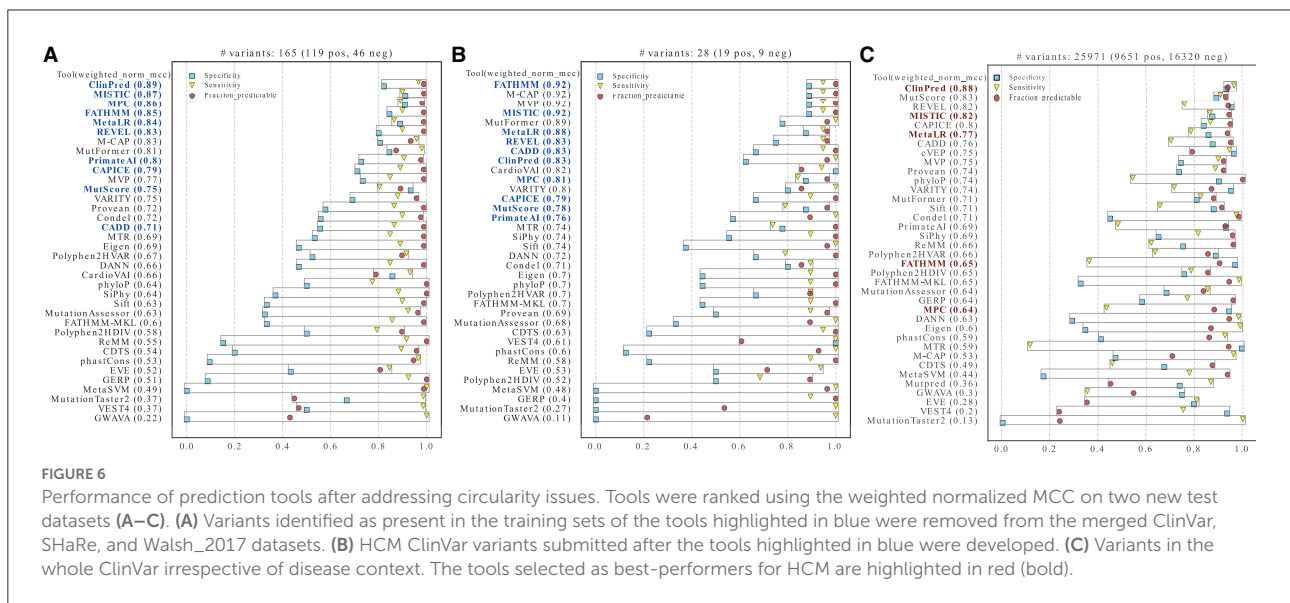 A
# variants: 165 (119 pos, 46 neg)
Tool(weighted_norm_mcc)
ClinPred (0.89)
MISTIC (0.87)
MPC (0.86)
FATHMM (0.85)
MetaLR (0.84)
REVEL (0.83)
M-CAP (0.83)
MutFormer (0.81)
PrimateAI (0.8)
CAPICE (0.79)
MVP (0.77)
MutScore (0.75)
VARITY (0.75)
Provean (0.72)
Condel (0.72)
CADD (0.71)
MTR (0.69)
Eigen (0.69)
Polyphen2HVAR (0.67)
DANN (0.66)
CardioVAI (0.66)
phyloP (0.64)
SiPhy (0.64)
Sift (0.63)
MutationAssessor (0.63)
FATHMM-MKL (0.6)
Polyphen2HDIV (0.58)
ReMM (0.55)
CDTS (0.54)
phastCons (0.53)
EVE (0.52)
GERP (0.51)
MetaSVM (0.49)
MutationTaster2 (0.37)
VEST4 (0.37)
GWAVA (0.22)
Specificity
Sensitivity
Fraction_predictable
0.0 0.2 0.4 0.6 0.8 1.0
B
# variants: 28 (19 pos, 9 neg)
Tool(weighted_norm_mcc)
FATHMM (0.92)
M-CAP (0.92)
MVP (0.92)
MISTIC (0.92)
MutFormer (0.89)
MetaLR (0.88)
REVEL (0.83)
CADD (0.83)
ClinPred (0.83)
CardioVAI (0.82)
MPC (0.81)
VARITY (0.8)
CAPICE (0.79)
MutScore (0.78)
PrimateAI (0.76)
MTR (0.74)
SiPhy (0.74)
Sift (0.74)
DANN (0.72)
Condel (0.71)
Eigen (0.7)
phyloP (0.7)
Polyphen2HVAR (0.7)
FATHMM-MKL (0.7)
Provean (0.69)
MutationAssessor (0.68)
CDTS (0.63)
VEST4 (0.61)
phastCons (0.6)
ReMM (0.58)
EVE (0.53)
Polyphen2HDIV (0.52)
MetaSVM (0.48)
GERP (0.4)
MutationTaster2 (0.27)
GWAVA (0.11)
Specificity
Sensitivity
Fraction_predictable
0.0 0.2 0.4 0.6 0.8 1.0
C
# variants: 25971 (9651 pos, 16320 neg)
Tool(weighted_norm_mcc)
ClinPred (0.88)
MutScore (0.83)
REVEL (0.82)
MISTIC (0.82)
CAPICE (0.8)
MetaLR (0.77)
CADD (0.76)
cVEP (0.75)
MVP (0.75)
Provean (0.74)
phyloP (0.74)
VARITY (0.74)
MutFormer (0.71)
Sift (0.71)
Condel (0.71)
PrimateAI (0.69)
SiPhy (0.69)
ReMM (0.66)
Polyphen2HVAR (0.66)
FATHMM (0.65)
Polyphen2HDIV (0.65)
FATHMM-MKL (0.65)
MutationAssessor (0.64)
GERP (0.64)
MPC (0.64)
DANN (0.63)
Eigen (0.6)
phastCons (0.59)
MTR (0.59)
M-CAP (0.53)
CDTS (0.49)
MetaSVM (0.44)
Mutpred (0.36)
GWAVA (0.3)
EVE (0.28)
VEST4 (0.2)
MutationTaster2 (0.13)
Specificity
Sensitivity
Fraction predictable
0.0 0.2 0.4 0.6 0.8 1.0
FIGURE 6
Performance of prediction tools after addressing circularity issues. Tools were ranked using the weighted normalized MCC on two new test
datasets (A–C). (A) Variants identified as present in the training sets of the tools highlighted in blue were removed from the merged ClinVar,
SHaRe, and Walsh_2017 datasets. (B) HCM ClinVar variants submitted after the tools highlighted in blue were developed. (C) Variants in the
whole ClinVar irrespective of disease context. The tools selected as best-performers for HCM are highlighted in red (bold).